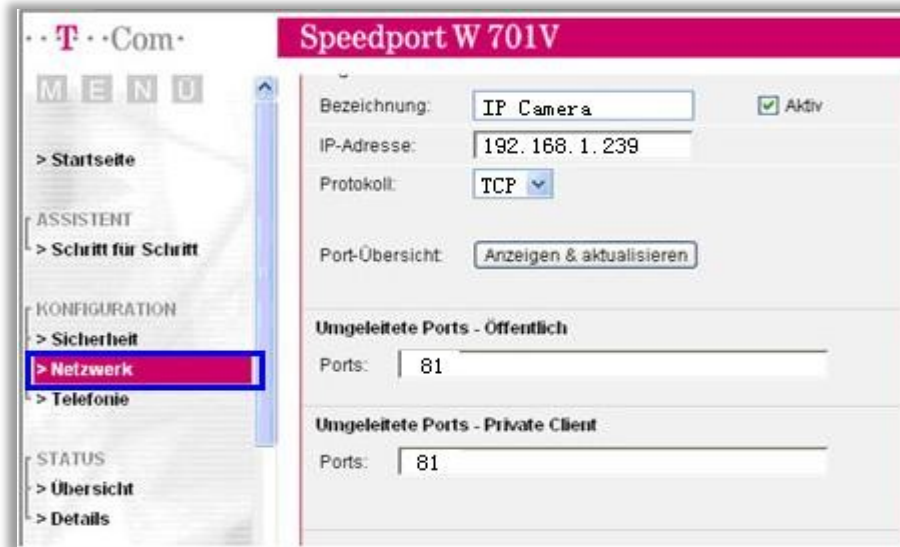 ··T··Com·
Speedport W 701V
MENÜ
> Startseite
ASSISTENT
> Schritt für Schritt
KONFIGURATION
> Sicherheit
> Netzwerk
> Telefonie
STATUS
> Übersicht
> Details
Bezeichnung: IP Camera Aktiv
IP-Adresse: 192.168.1.239
Protokoll: TCP
Port-Übersicht: Anzeigen & aktualisieren
Umgeleitete Ports - Öffentlich
Ports: 81
Umgeleitete Ports - Private Client
Ports: 81